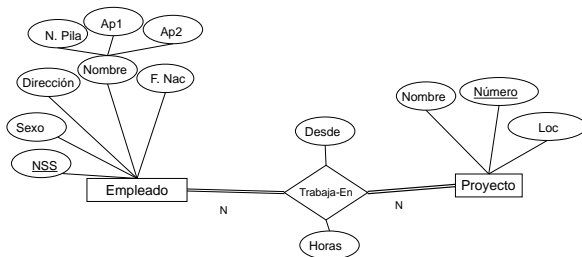 Ap1
N. Pila
Ap2
Nombre
Dirección
F. Nac
Sexo
NSS
Empleado
N
Desde
Trabaja-En
Horas
N
Nombre
Número
Loc
Proyecto